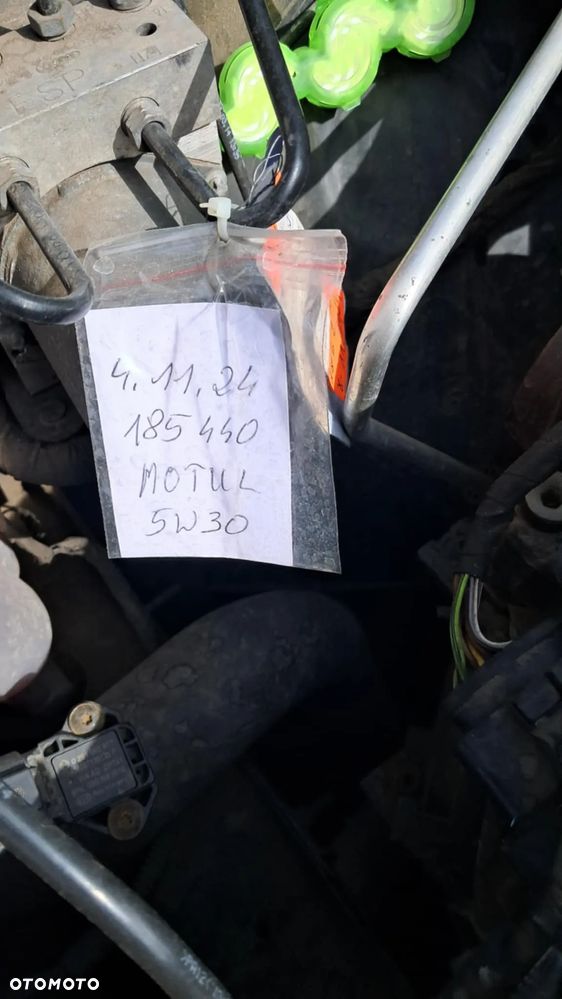 ESP
4.11.24
185 440
MOTUL
5W30
OTOMOTO